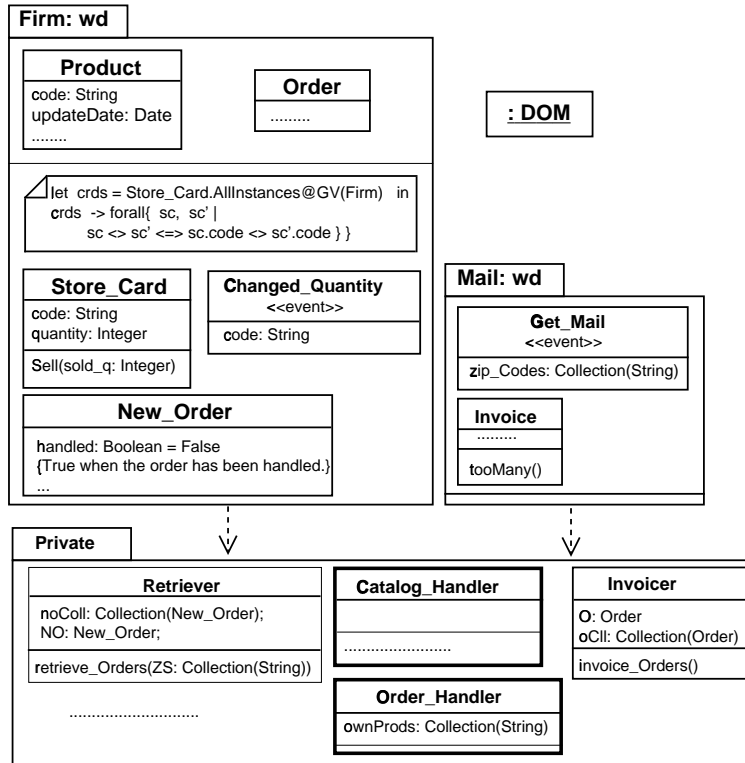 Firm: wd
Product
code: String
updateDate: Date
........
Order
.........
: DOM
let crds = Store_Card.AllInstances@GV(Firm) in
crds -> forall{ sc, sc' |
sc <> sc' <=> sc.code <> sc'.code } }
Store_Card
code: String
quantity: Integer
Sell(sold_q: Integer)
Changed_Quantity
<<event>>
code: String
New_Order
handled: Boolean = False
{True when the order has been handled.}
...
Mail: wd
Get_Mail
<<event>>
zip_Codes: Collection(String)
Invoice
.........
tooMany()
Private
Retriever
noColl: Collection(New_Order);
NO: New_Order;
retrieve_Orders(ZS: Collection(String))
............................
Catalog_Handler
.......................
Order_Handler
ownProds: Collection(String)
Invoicer
O: Order
oCll: Collection(Order)
invoice_Orders()